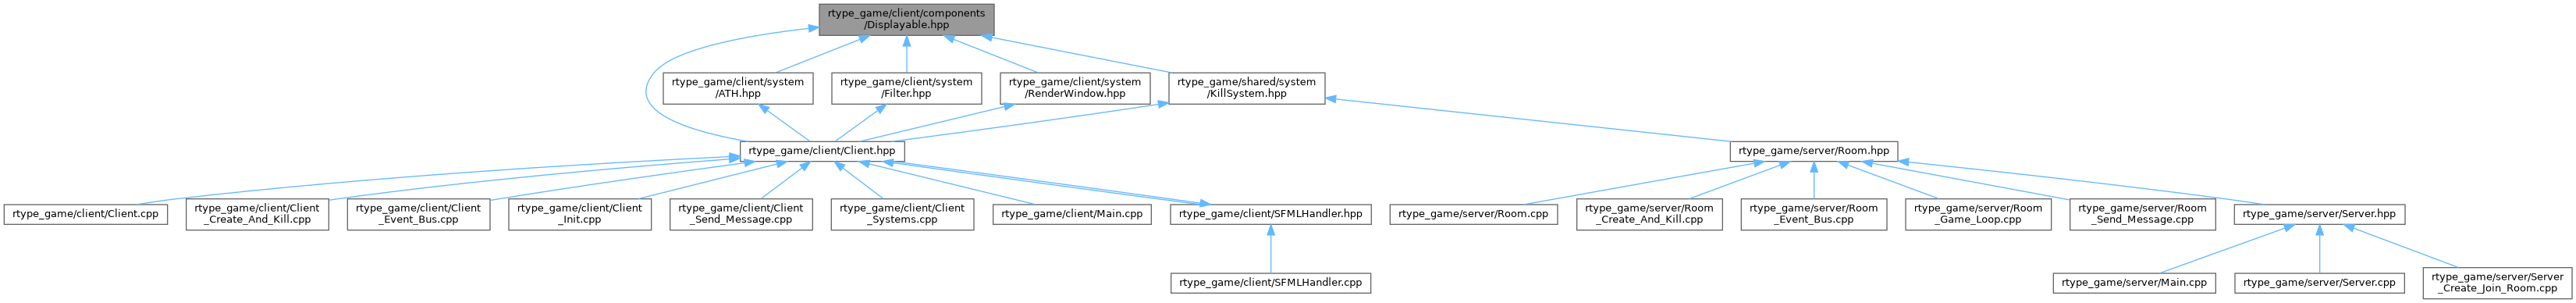 rtype_game/client/components
/Displayable.hpp
rtype_game/client/system
/ATH.hpp
rtype_game/client/system
/Filter.hpp
rtype_game/client/system
/RenderWindow.hpp
rtype_game/shared/system
/KillSystem.hpp
rtype_game/client/Client.hpp
rtype_game/server/Room.hpp
rtype_game/client/Client.cpp
rtype_game/client/Client
_Create_And_Kill.cpp
rtype_game/client/Client
_Event_Bus.cpp
rtype_game/client/Client
_Init.cpp
rtype_game/client/Client
_Send_Message.cpp
rtype_game/client/Client
_Systems.cpp
rtype_game/client/Main.cpp
rtype_game/client/SFMLHandler.hpp
rtype_game/server/Room.cpp
rtype_game/server/Room
_Create_And_Kill.cpp
rtype_game/server/Room
_Event_Bus.cpp
rtype_game/server/Room
_Game_Loop.cpp
rtype_game/server/Room
_Send_Message.cpp
rtype_game/server/Server.hpp
rtype_game/client/SFMLHandler.cpp
rtype_game/server/Main.cpp
rtype_game/server/Server.cpp
rtype_game/server/Server
_Create_Join_Room.cpp